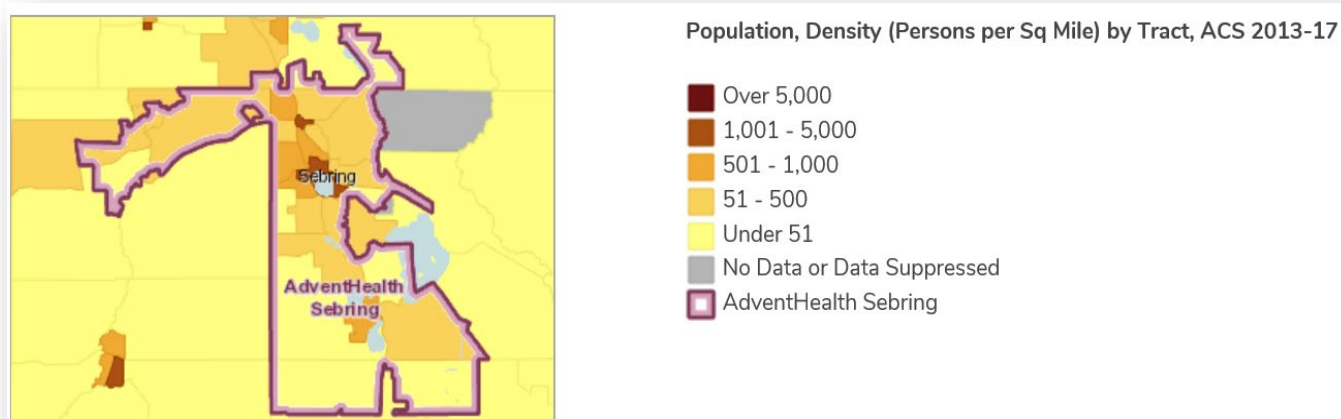 Population, Density (Persons per Sq Mile) by Tract, ACS 2013-17
Over 5,000
1,001 - 5,000
501 - 1,000
51 - 500
Under 51
No Data or Data Suppressed
AdventHealth Sebring
Sebring
AdventHealth
Sebring